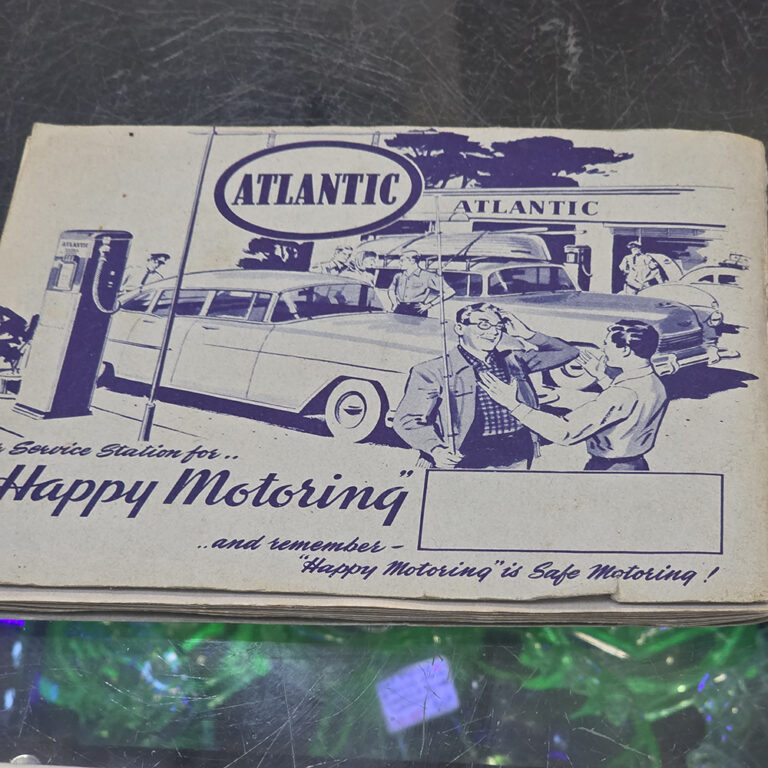 ATLANTIC
ATLANTIC
ATLANTIC
Service Station for..
Happy Motoring"
..and remember -
"Happy Motoring" is Safe Motoring!